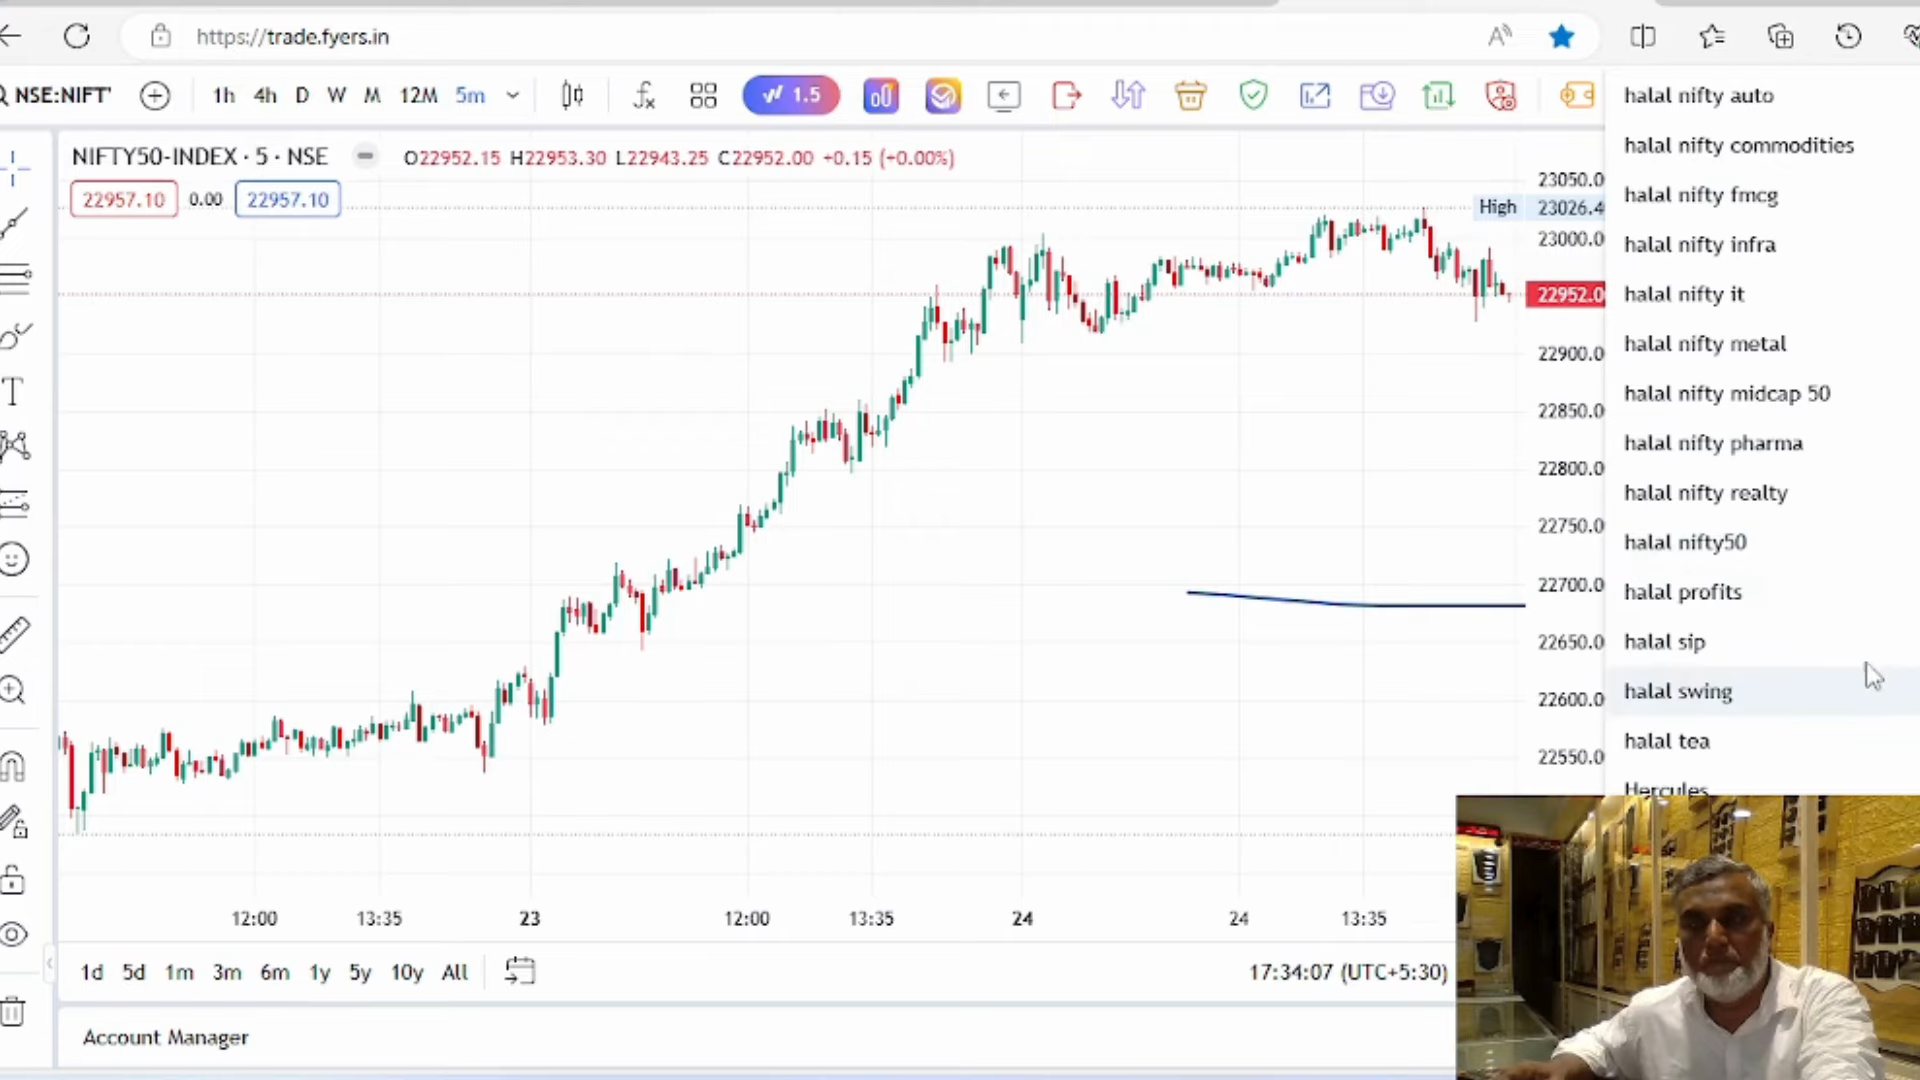 https://trade.fyers.in
NSE:NIFT'
1h 4h D W M 12M 5m
1.5
NIFTY50-INDEX · 5 · NSE
O22952.15 H22953.30 L22943.25 C22952.00 +0.15 (+0.00%)
22957.10 0.00 22957.10
23050.0
High 23026.4
23000.0
22952.0
22900.0
22850.0
22800.0
22750.0
22700.0
22650.0
22600.0
22550.0
12:00 13:35 23 12:00 13:35 24 24 13:35
1d 5d 1m 3m 6m 1y 5y 10y All
17:34:07 (UTC+5:30)
Account Manager
halal nifty auto
halal nifty commodities
halal nifty fmcg
halal nifty infra
halal nifty it
halal nifty metal
halal nifty midcap 50
halal nifty pharma
halal nifty realty
halal nifty50
halal profits
halal sip
halal swing
halal tea
Hercules